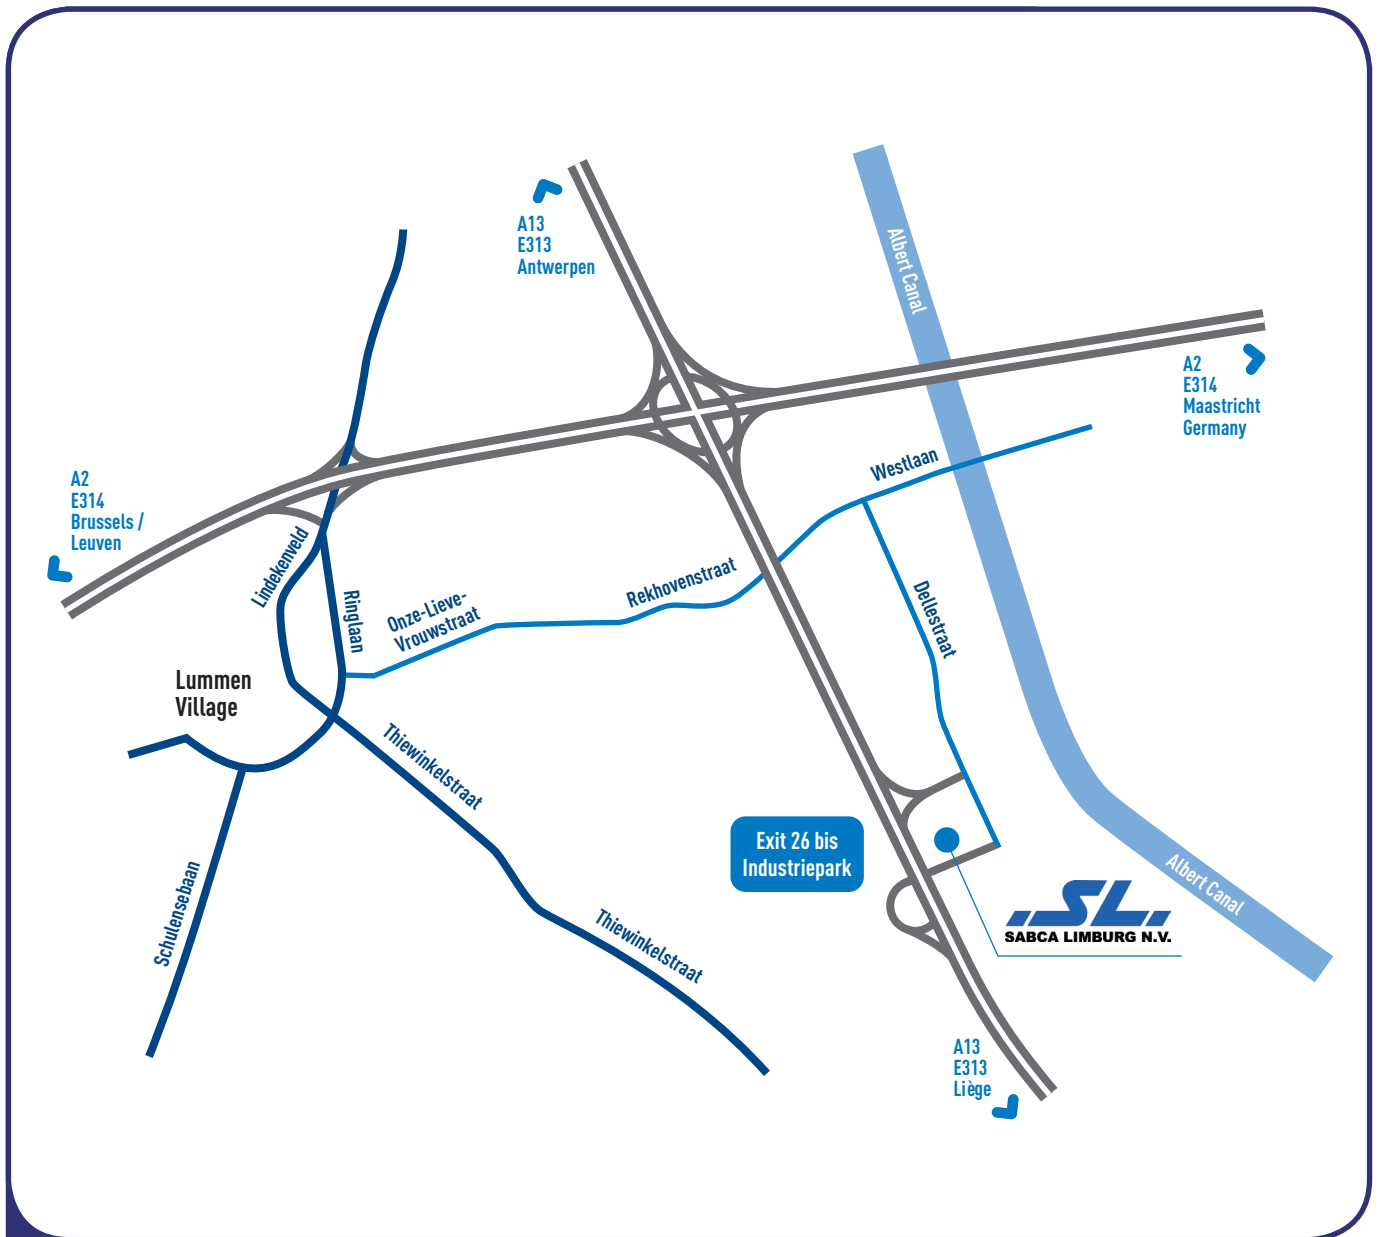 A13
E313
Antwerpen
Albert Canal
A2
E314
Maastricht
Germany
A2
E314
Brussels /
Leuven
Westlaan
Lindekenveld
Ringlaan
Onze-Lieve-
Vrouwstraat
Rekhovenstraat
Dellestraat
Lummen
Village
Thiewinkelstraat
Exit 26 bis
Industriepark
Albert Canal
Schulensebaan
SL
SABCA LIMBURG N.V.
Thiewinkelstraat
A13
E313
Liège